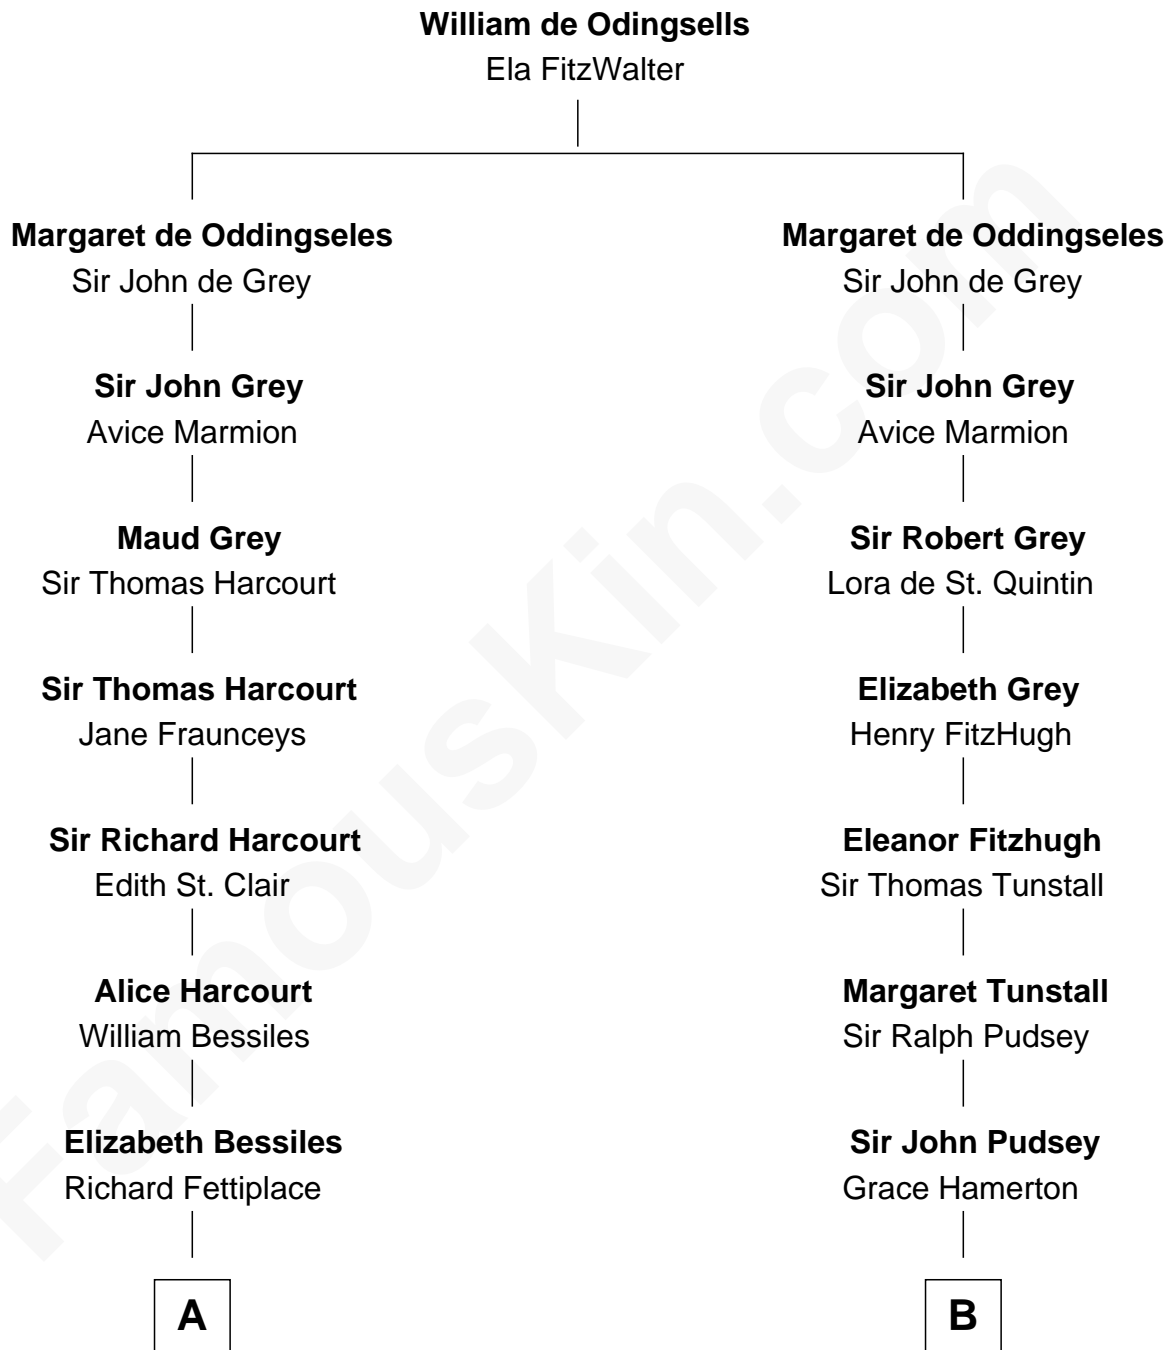 William de Odingsells
Ela FitzWalter
Margaret de Oddingseles
Sir John de Grey
Sir John Grey
Avice Marmion
Maud Grey
Sir Thomas Harcourt
Sir Thomas Harcourt
Jane Fraunceys
Sir Richard Harcourt
Edith St. Clair
Alice Harcourt
William Bessiles
Elizabeth Bessiles
Richard Fettiplace
A
Margaret de Oddingseles
Sir John de Grey
Sir John Grey
Avice Marmion
Sir Robert Grey
Lora de St. Quintin
Elizabeth Grey
Henry FitzHugh
Eleanor Fitzhugh
Sir Thomas Tunstall
Margaret Tunstall
Sir Ralph Pudsey
Sir John Pudsey
Grace Hamerton
B
FamousKin.com